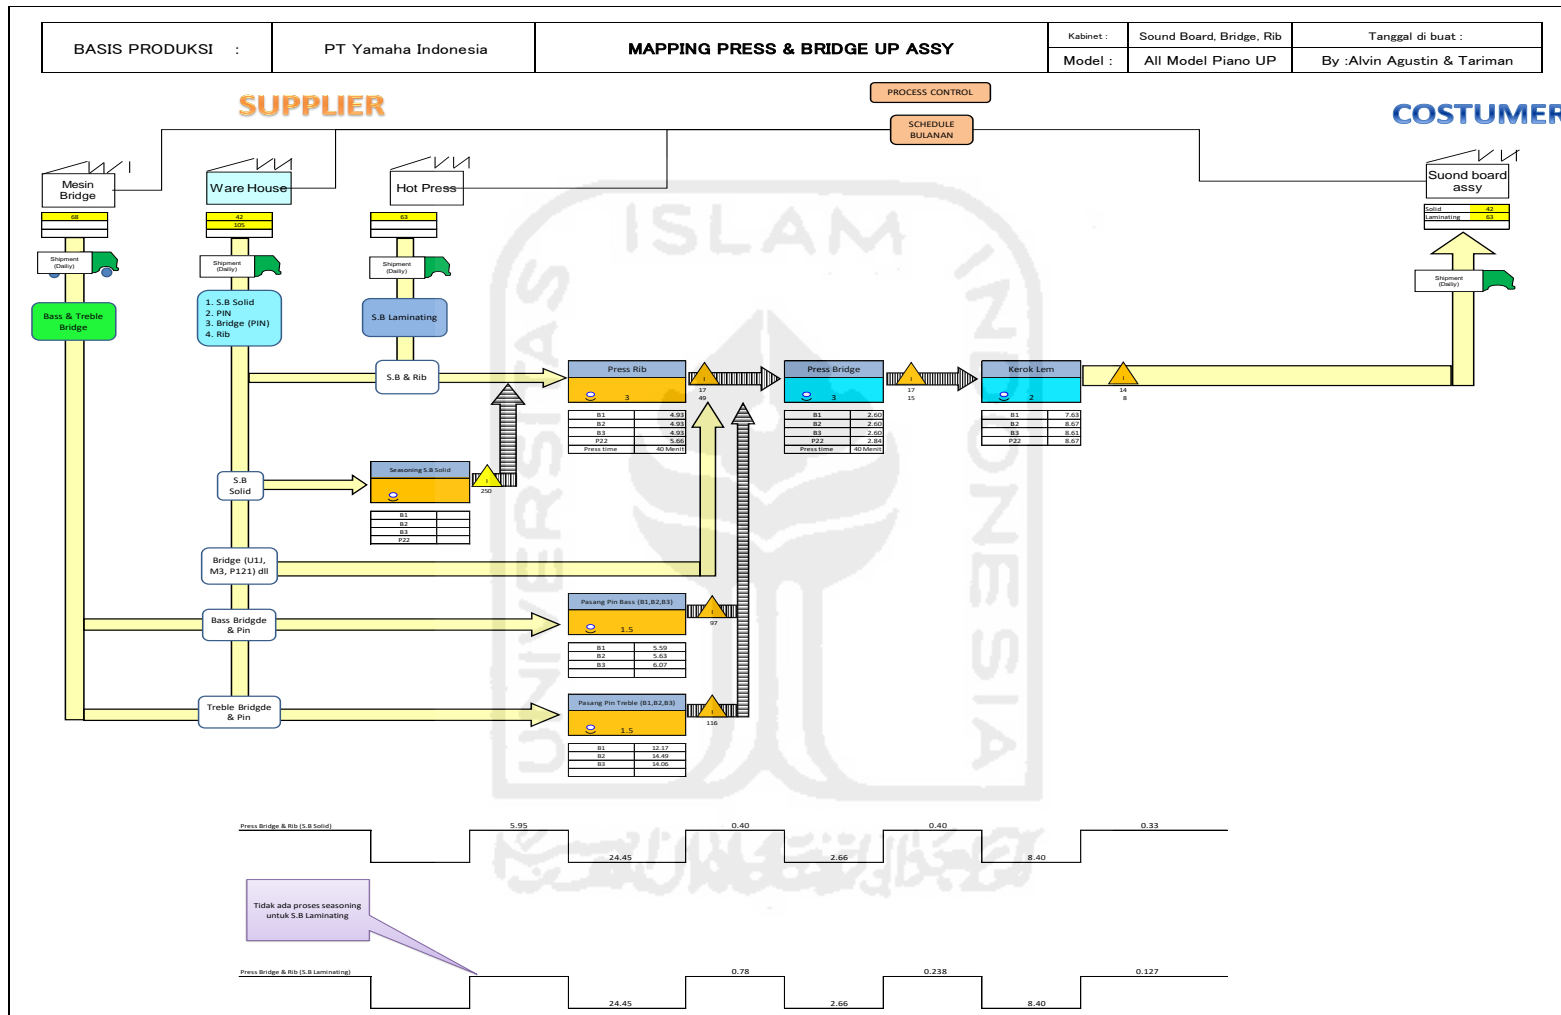 BASIS PRODUKSI :
PT Yamaha Indonesia
MAPPING PRESS & BRIDGE UP ASSY
Kabinet : Sound Board, Bridge, Rib Tanggal di buat :
Model : All Model Piano UP By :Alvin Agustin & Tariman
SUPPLIER
PROCESS CONTROL
SCHEDULE
BULANAN
COSTUMER
Mesin
Bridge
Ware House
Hot Press
Suond board
assy
68
42
105
63
Solid 42
Laminating 63
Shipment
(Dailiy)
Shipment
(Dailiy)
Shipment
(Dailiy)
Shipment
(Dailiy)
Bass & Treble
Bridge
1. S.B Solid
2. PIN
3. Bridge (PIN)
4. Rib
S.B Laminating
S.B & Rib
Press Rib
3
I
17
49
Press Bridge
3
I
17
15
Kerok Lem
2
I
14
8
B1 4.93
B2 4.93
B3 4.93
P22 5.66
Press time 40 Menit
B1 2.60
B2 2.60
B3 2.60
P22 2.84
Press time 40 Menit
B1 7.63
B2 8.67
B3 8.61
P22 8.67
S.B
Solid
Seasoning S.B Solid
I
250
B1
B2
B3
P22
Bridge (U1J,
M3, P121) dll
Bass Bridgde
& Pin
Pasang Pin Bass (B1,B2,B3)
1.5
I
97
B1 5.59
B2 5.63
B3 6.07
Treble Bridgde
& Pin
Pasang Pin Treble (B1,B2,B3)
1.5
I
116
B1 12.17
B2 14.49
B3 14.06
Press Bridge & Rib (S.B Solid)
5.95 0.40 0.40 0.33
24.45 2.66 8.40
Tidak ada proses seasoning
untuk S.B Laminating
Press Bridge & Rib (S.B Laminating)
0.78 0.238 0.127
24.45 2.66 8.40
UNIVERSITAS
ISLAM
INDONESIA